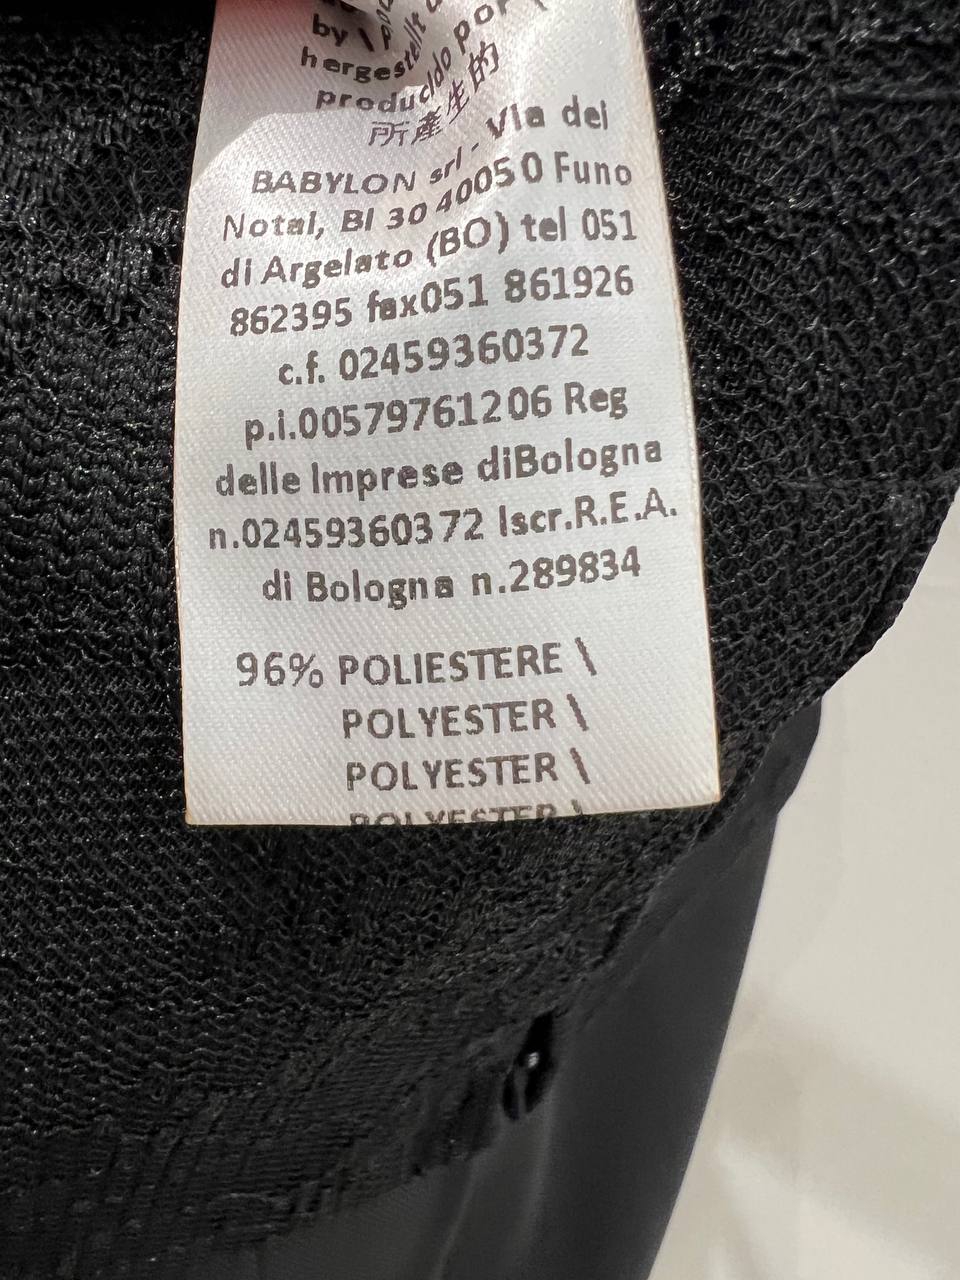 by \
hergestellt
producido por
所產生的
BABYLON srl - Via dei
Notai, Bl 30 40050 Funo
di Argelato (BO) tel 051
862395 fax051 861926
c.f. 02459360372
p.i.00579761206 Reg
delle Imprese diBologna
n.02459360372 Iscr.R.E.A.
di Bologna n.289834
96% POLIESTERE \
POLYESTER \
POLYESTER \
POLYESTER \